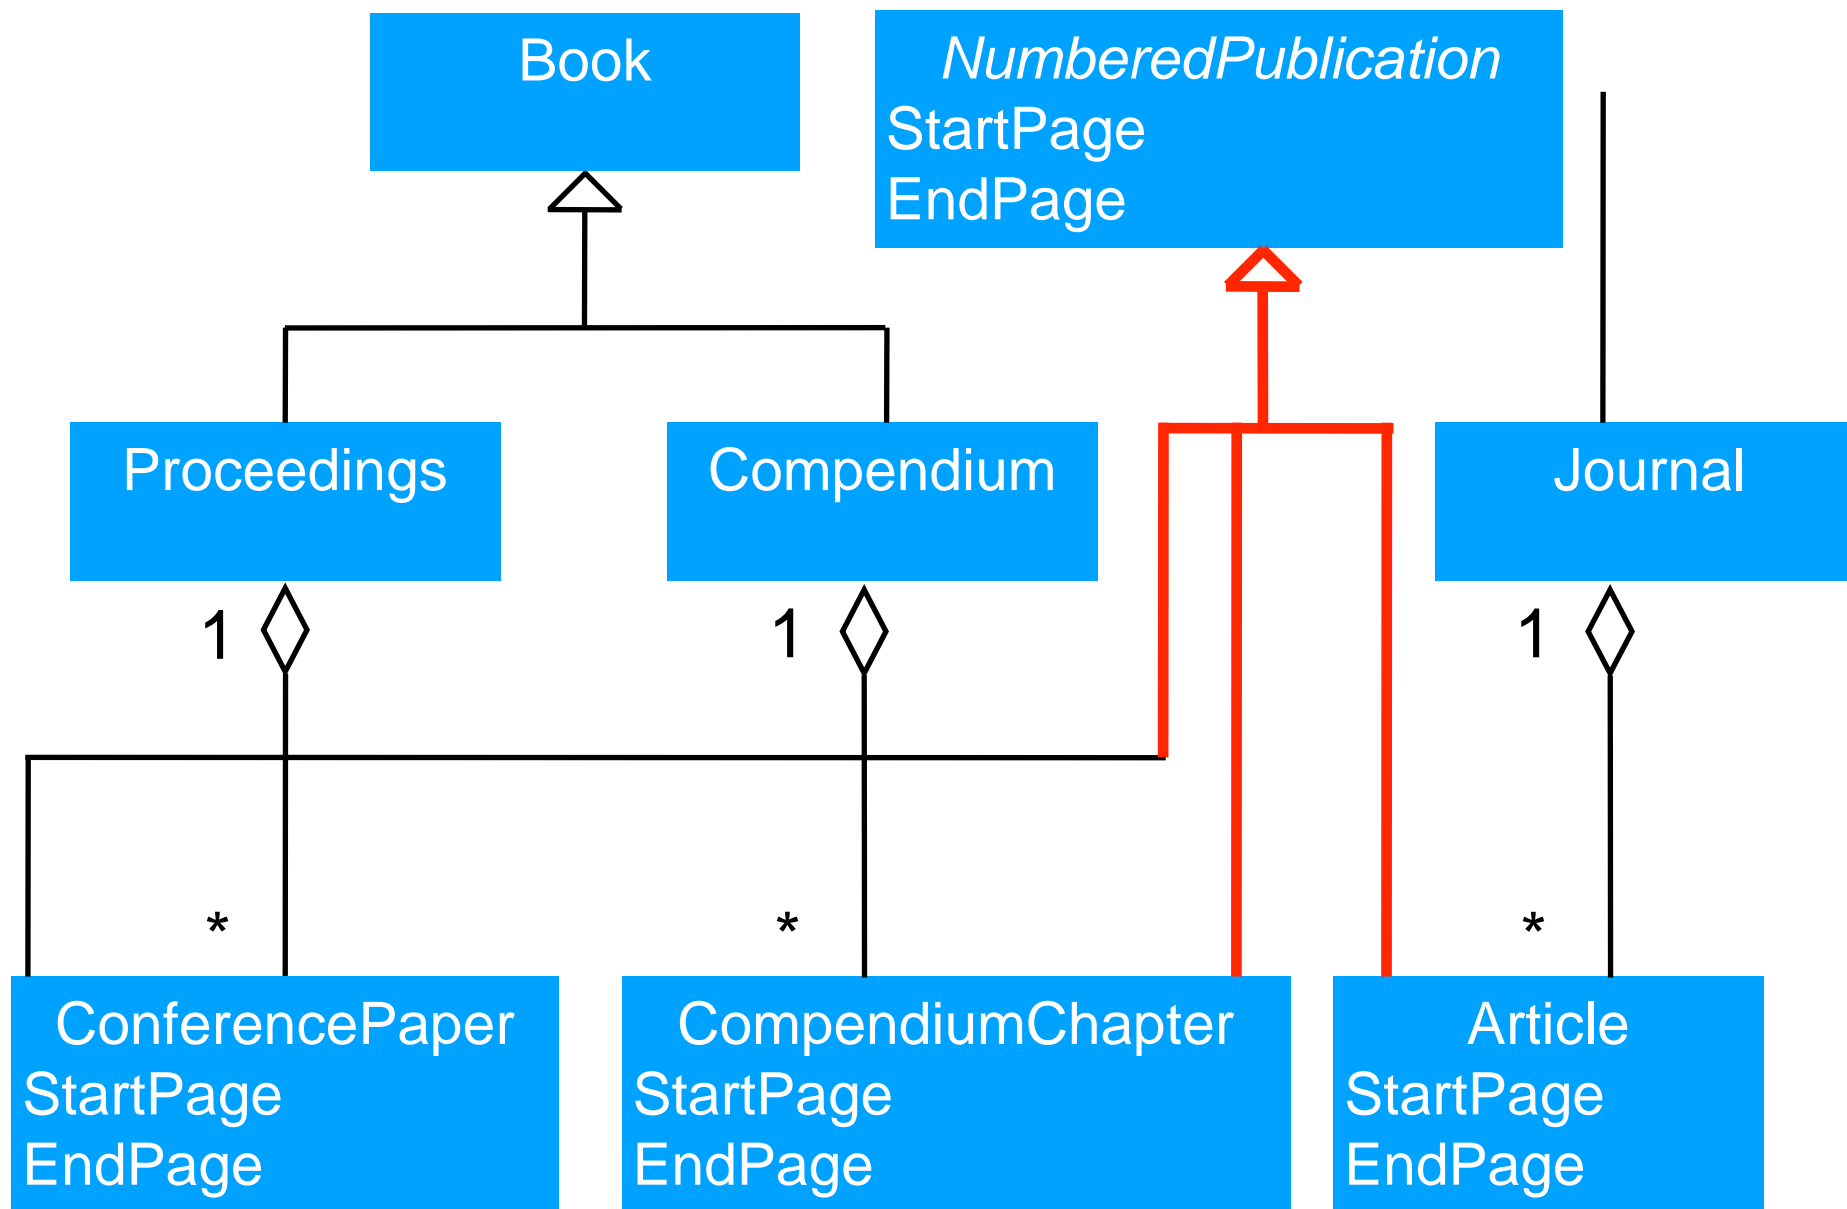 Book
NumberedPublication
StartPage
EndPage
Proceedings
Compendium
Journal
1
1
1
*
*
*
ConferencePaper
StartPage
EndPage
CompendiumChapter
StartPage
EndPage
Article
StartPage
EndPage